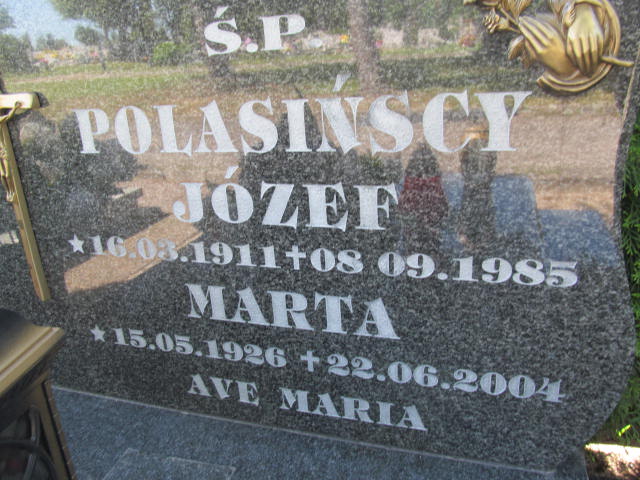 Ś.P
POLASIŃSCY
JÓZEF
★16.03.1911✝08 09.1985
MARTA
★15.05.1926 ✝22.06.2004
AVE MARIA